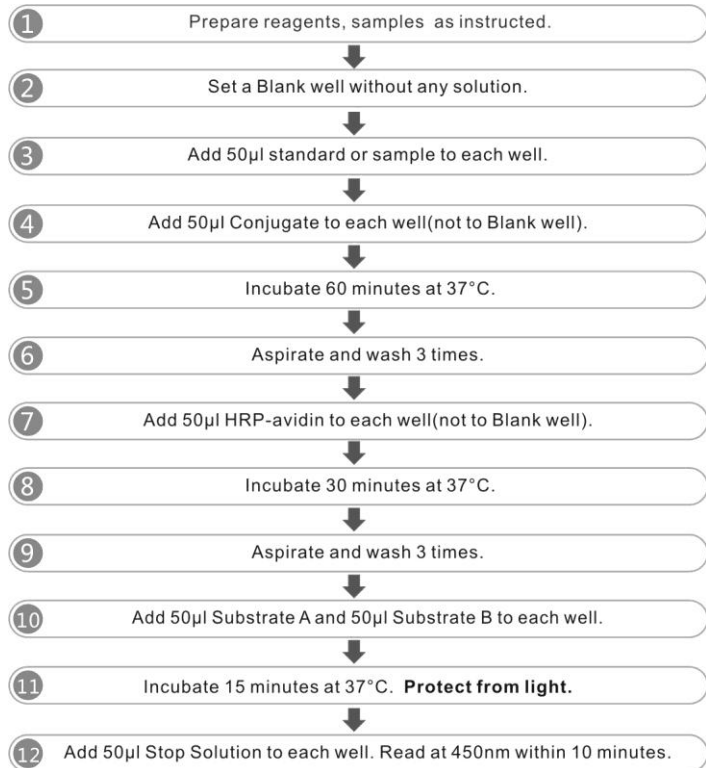 1 Prepare reagents, samples as instructed.
2 Set a Blank well without any solution.
3 Add 50μl standard or sample to each well.
4 Add 50μl Conjugate to each well(not to Blank well).
5 Incubate 60 minutes at 37°C.
6 Aspirate and wash 3 times.
7 Add 50μl HRP-avidin to each well(not to Blank well).
8 Incubate 30 minutes at 37°C.
9 Aspirate and wash 3 times.
10 Add 50μl Substrate A and 50μl Substrate B to each well.
11 Incubate 15 minutes at 37°C. Protect from light.
12 Add 50μl Stop Solution to each well. Read at 450nm within 10 minutes.